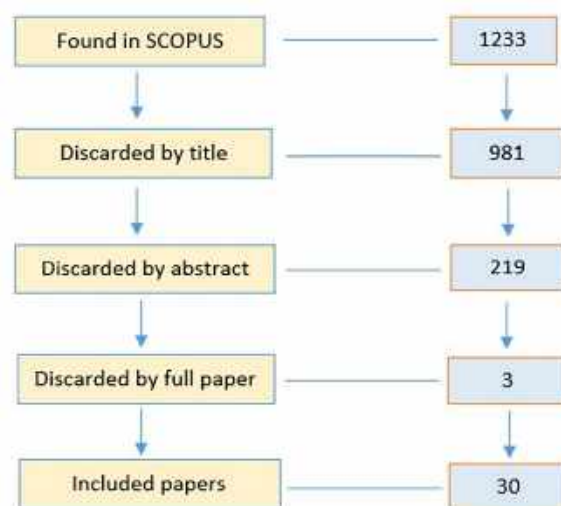 Found in SCOPUS
1233
Discarded by title
981
Discarded by abstract
219
Discarded by full paper
3
Included papers
30